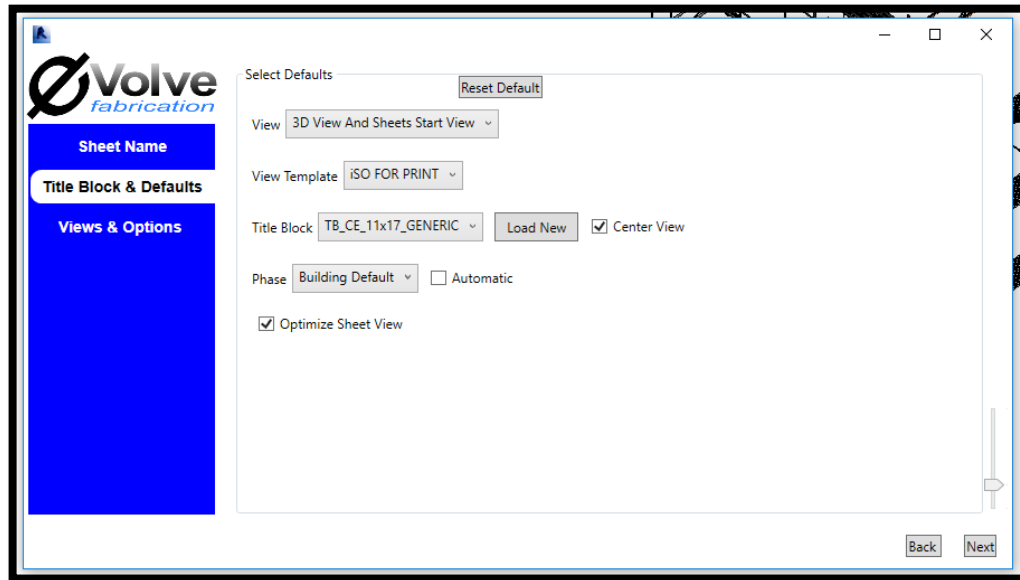 eVolve
fabrication
Sheet Name
Title Block & Defaults
Views & Options
Select Defaults
Reset Default
View 3D View And Sheets Start View
View Template iSO FOR PRINT
Title Block TB_CE_11x17_GENERIC Load New Center View
Phase Building Default Automatic
Optimize Sheet View
Back Next